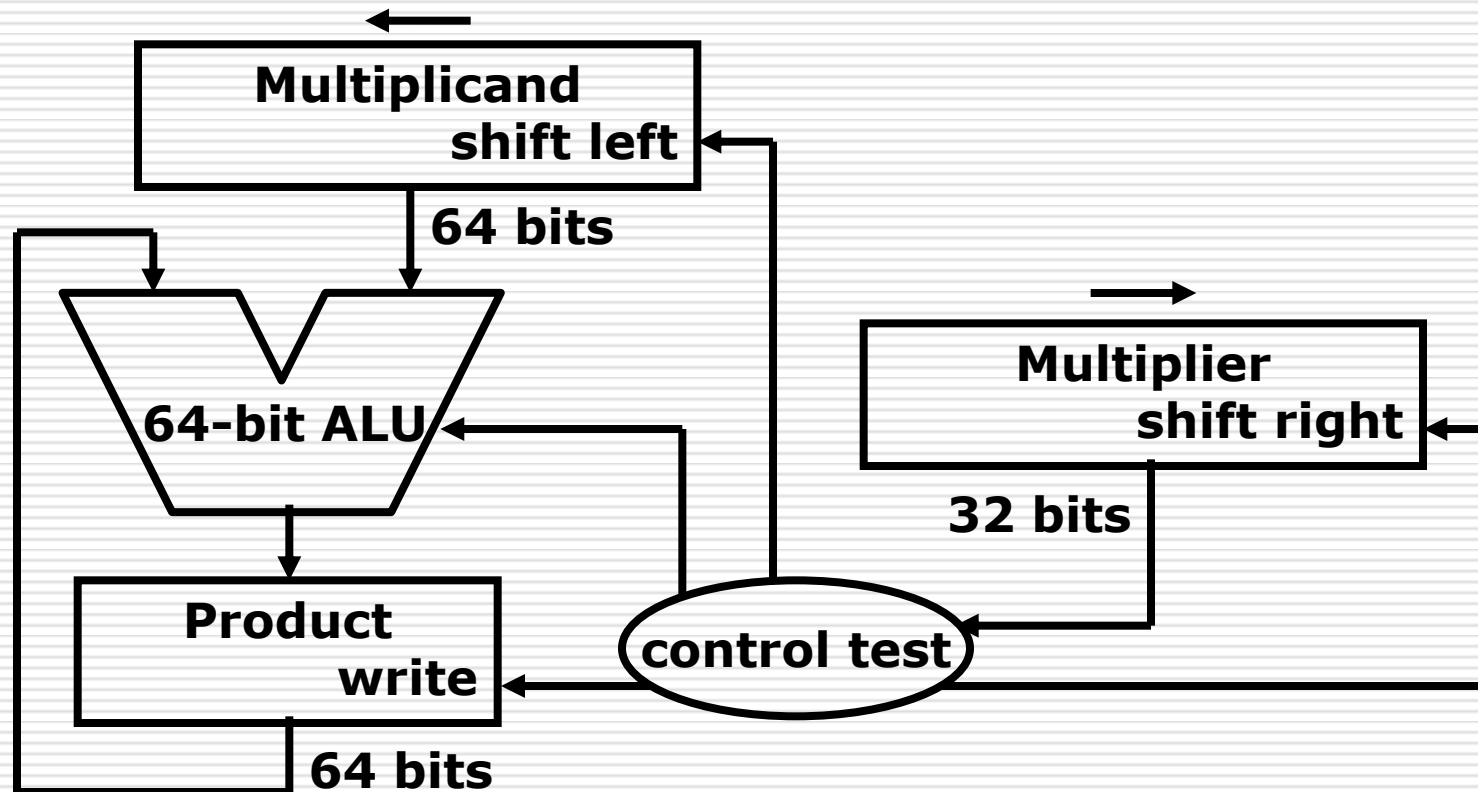 Multiplicand
shift left
64 bits
64-bit ALU
Multiplier
shift right
32 bits
Product
write
control test
64 bits